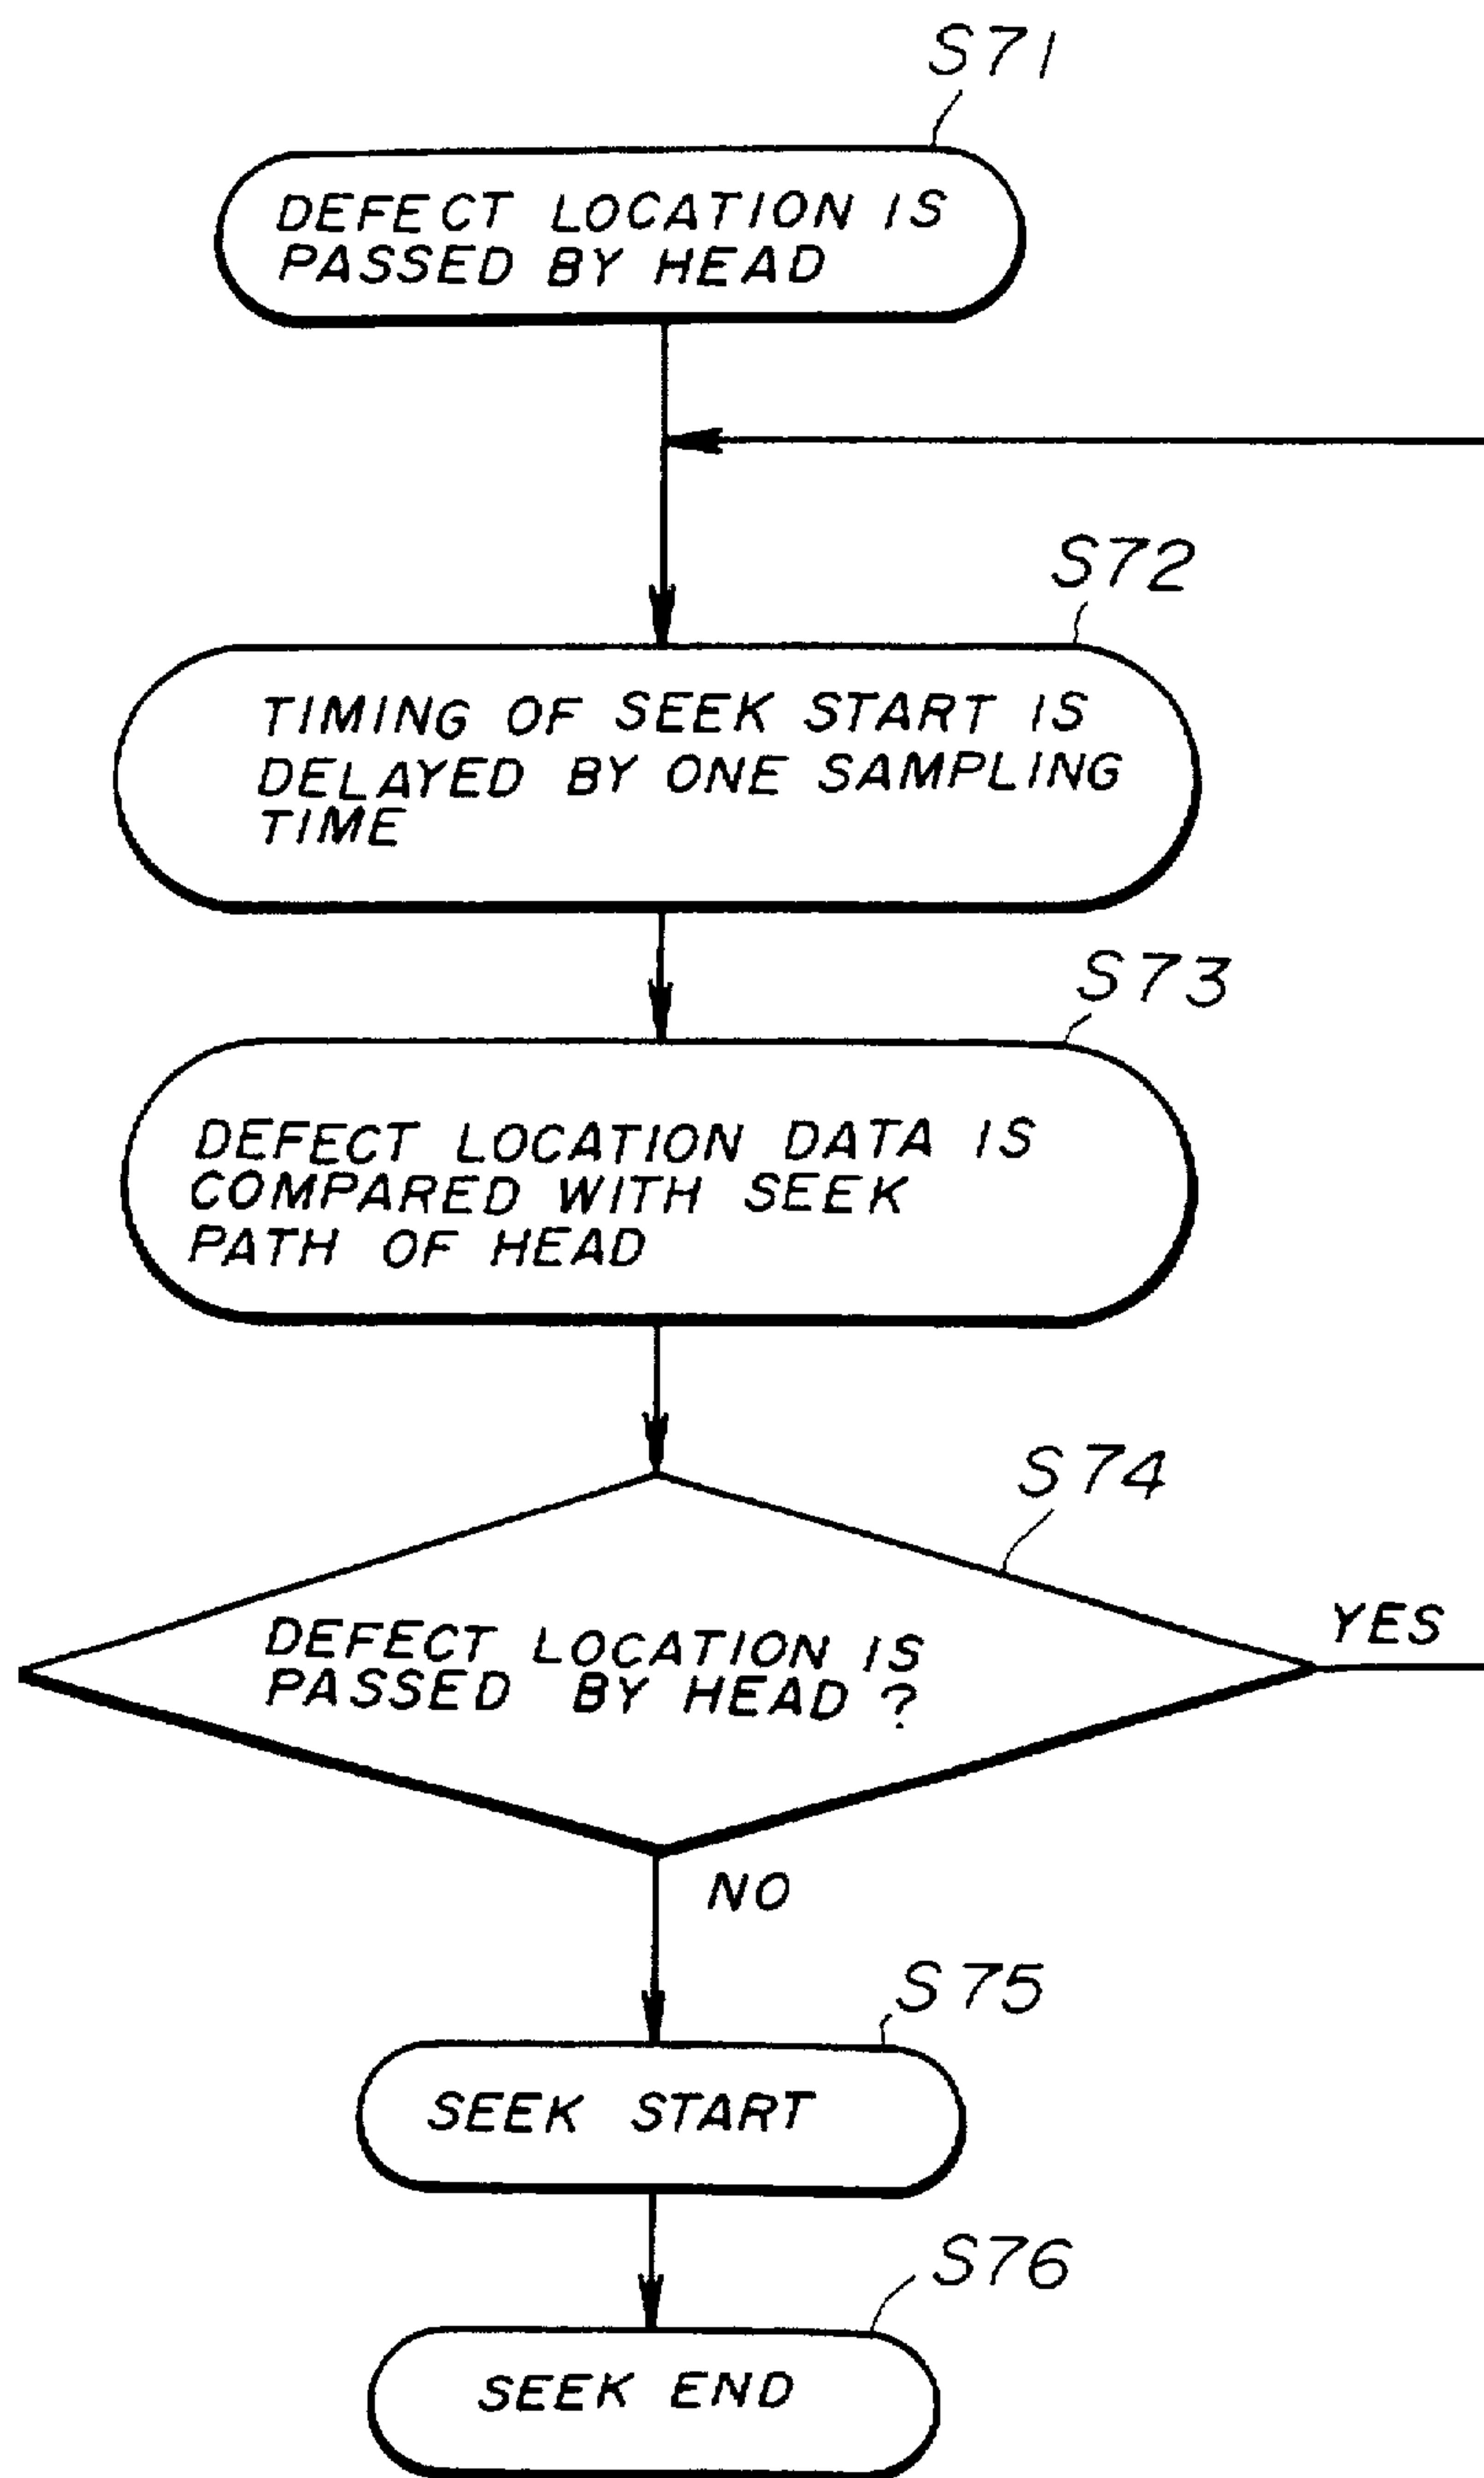 S71
DEFECT LOCATION IS
PASSED BY HEAD
S72
TIMING OF SEEK START IS
DELAYED BY ONE SAMPLING
TIME
S73
DEFECT LOCATION DATA IS
COMPARED WITH SEEK
PATH OF HEAD
S74
DEFECT LOCATION IS
PASSED BY HEAD ?
YES
NO
S75
SEEK START
S76
SEEK END